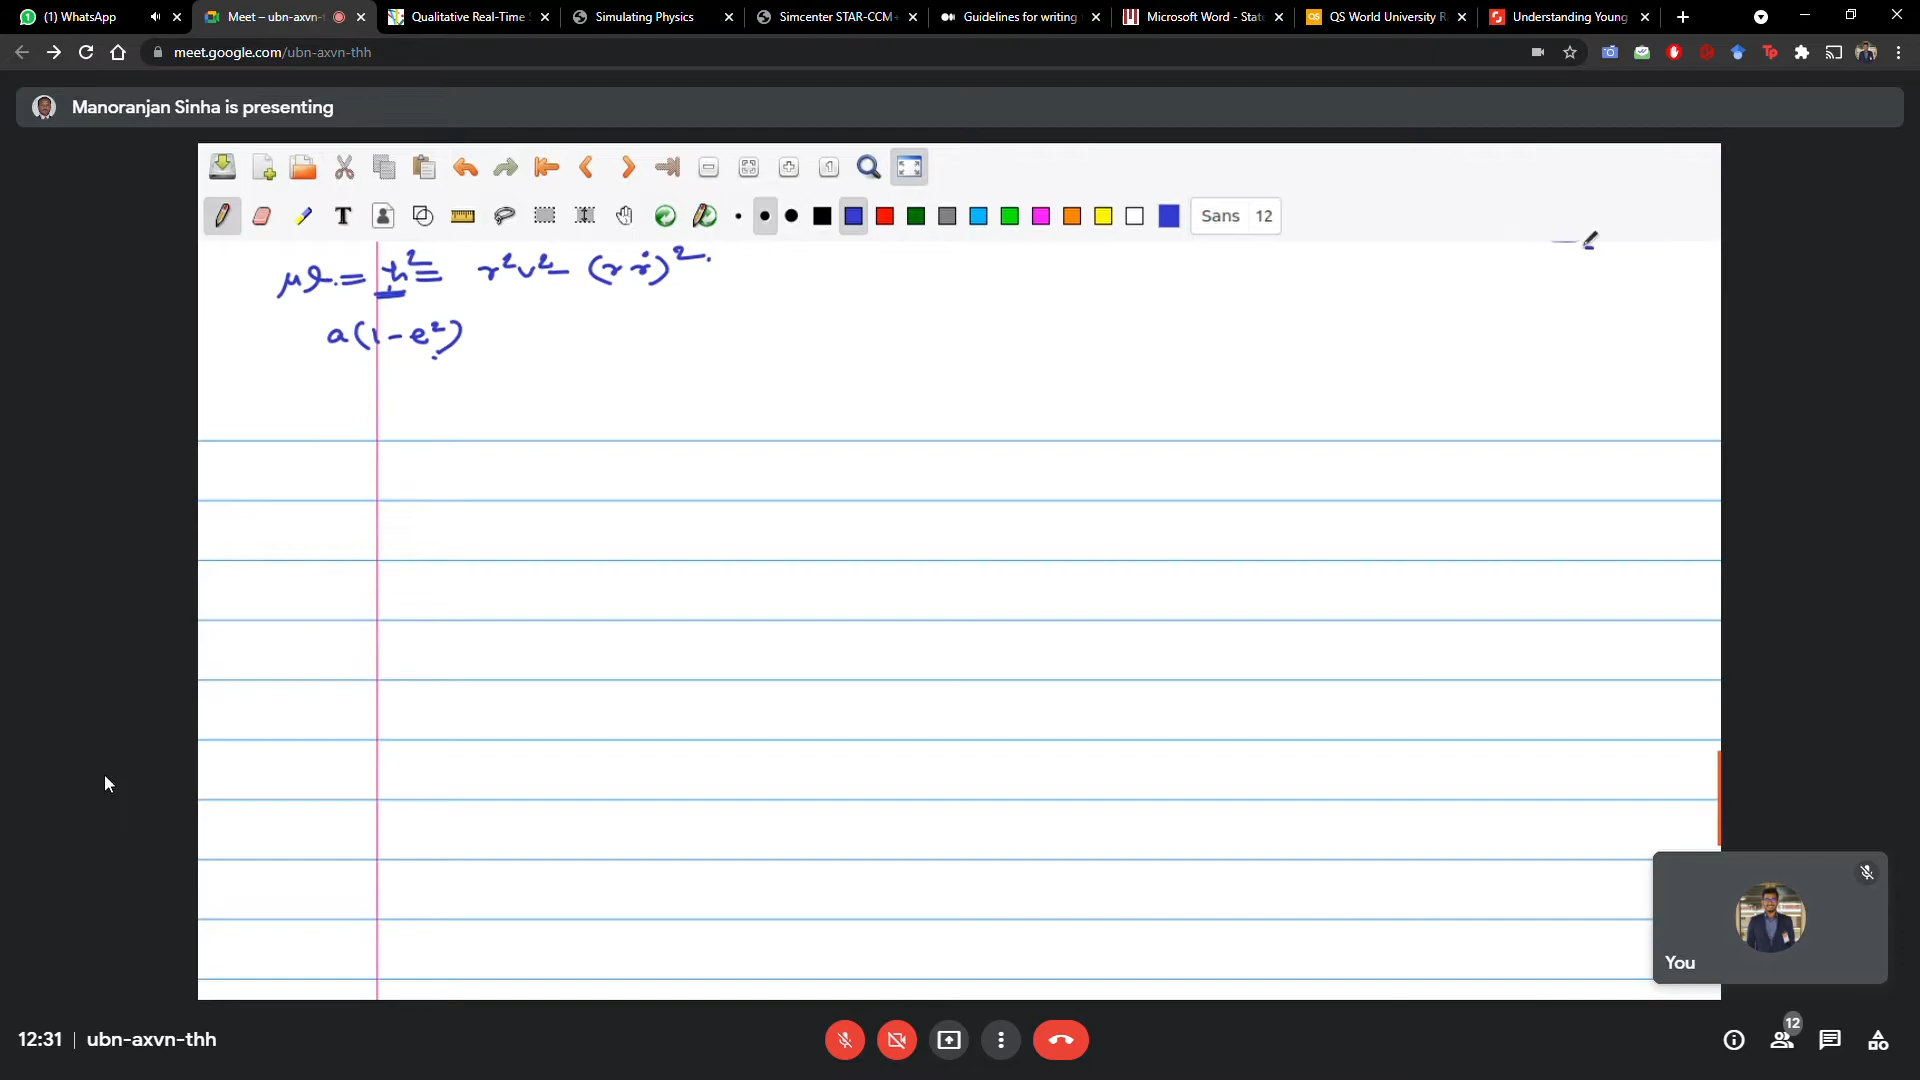 (1) WhatsApp
Meet – ubn-axvn-
Qualitative Real-Time
Simulating Physics
Simcenter STAR-CCM+
Guidelines for writing
Microsoft Word - State
QS World University R
Understanding Young
meet.google.com/ubn-axvn-thh
Manoranjan Sinha is presenting
Sans 12
μl = h² = r²v² – (r ṙ)².
a(1–e²)
You
12:31 | ubn-axvn-thh
12